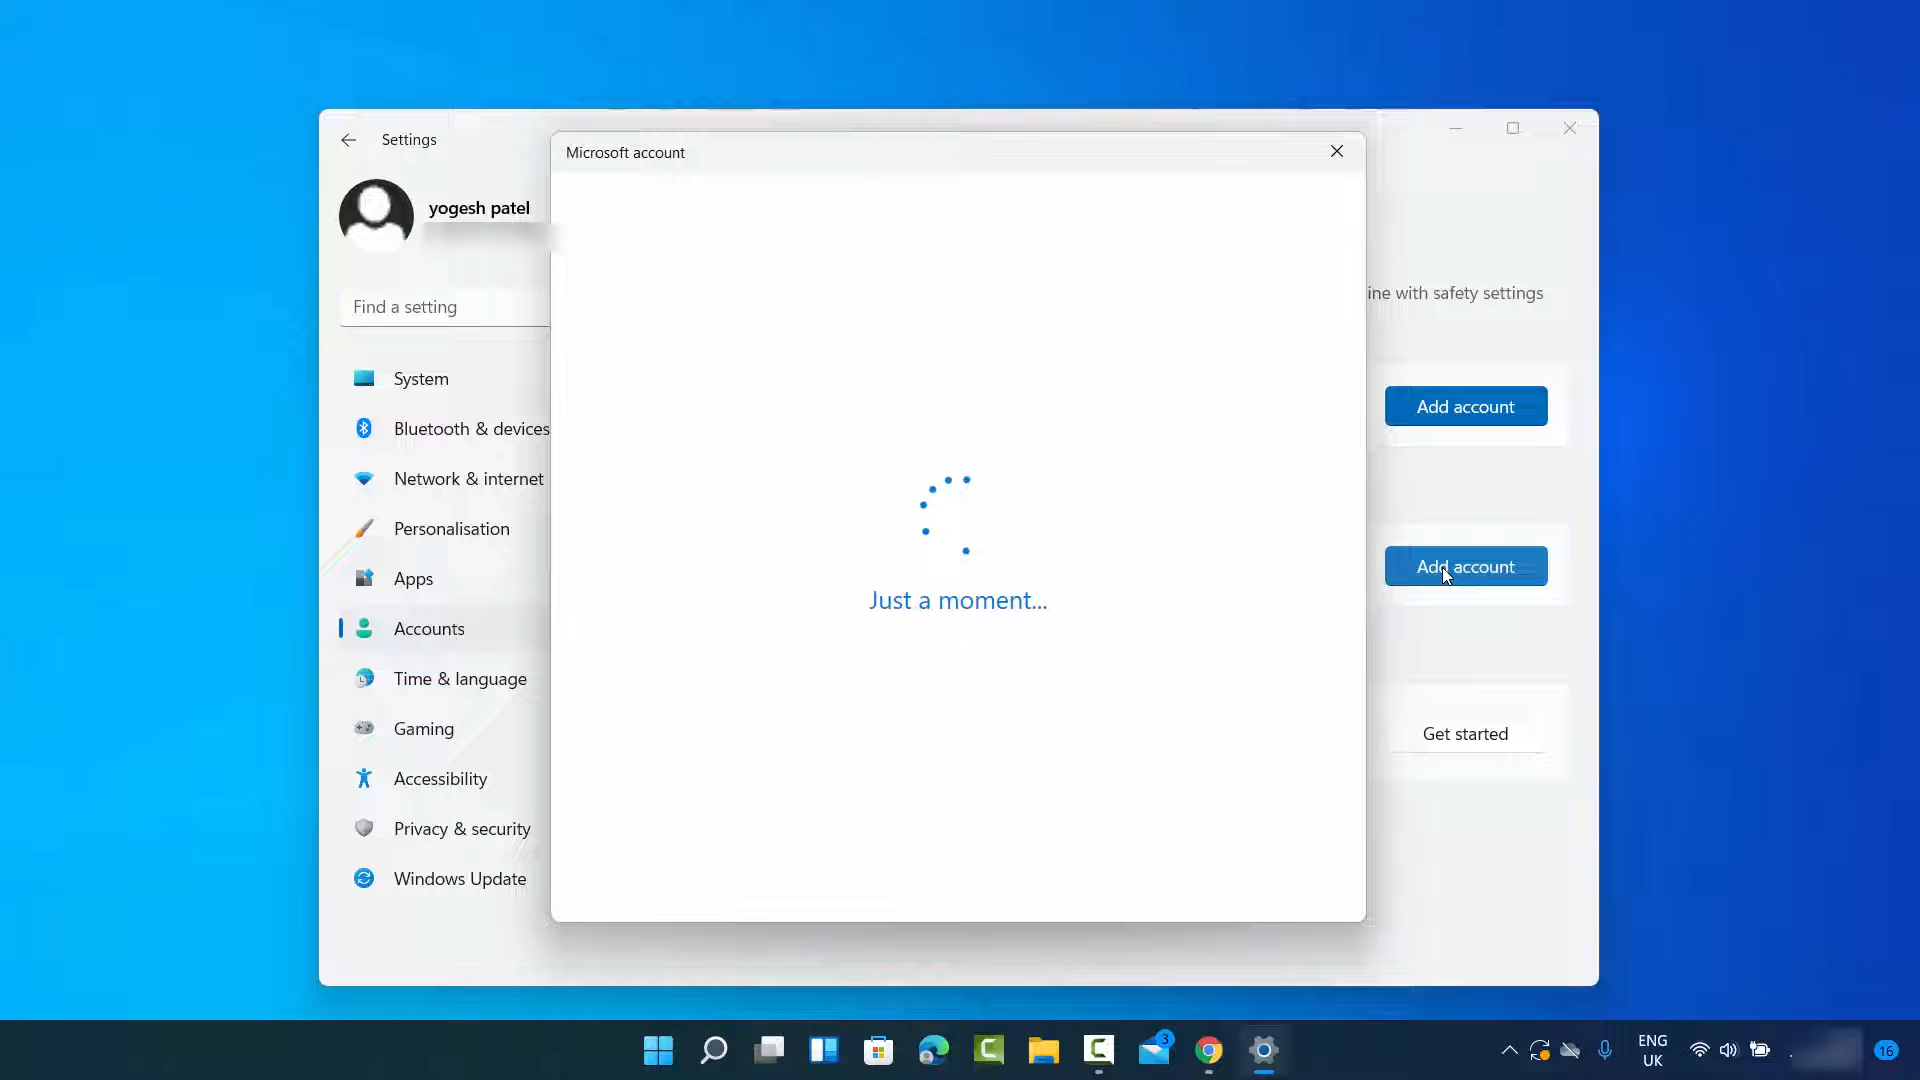 Settings
Microsoft account
yogesh patel
Find a setting
ine with safety settings
System
Add account
Bluetooth & devices
Network & internet
Personalisation
Add account
Apps
Just a moment...
Accounts
Time & language
Gaming
Get started
Accessibility
Privacy & security
Windows Update
3
ENG
UK
16